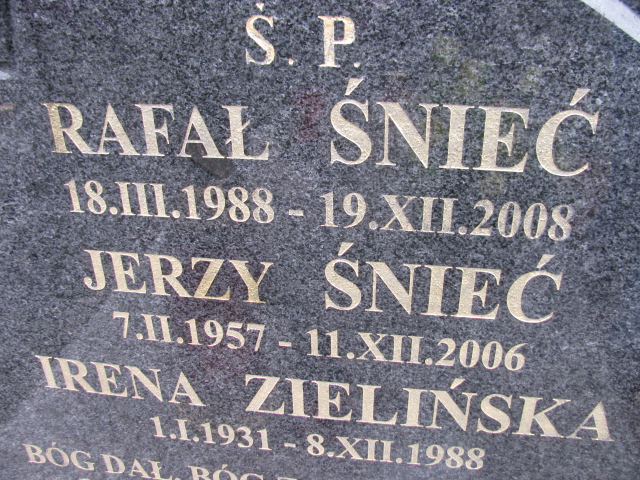 Ś. P.
RAFAŁ ŚNIEĆ
18.III.1988 - 19.XII.2008
JERZY ŚNIEĆ
7.II.1957 - 11.XII.2006
IRENA ZIELIŃSKA
1.I.1931 - 8.XII.1988
BÓG DAŁ, BÓG